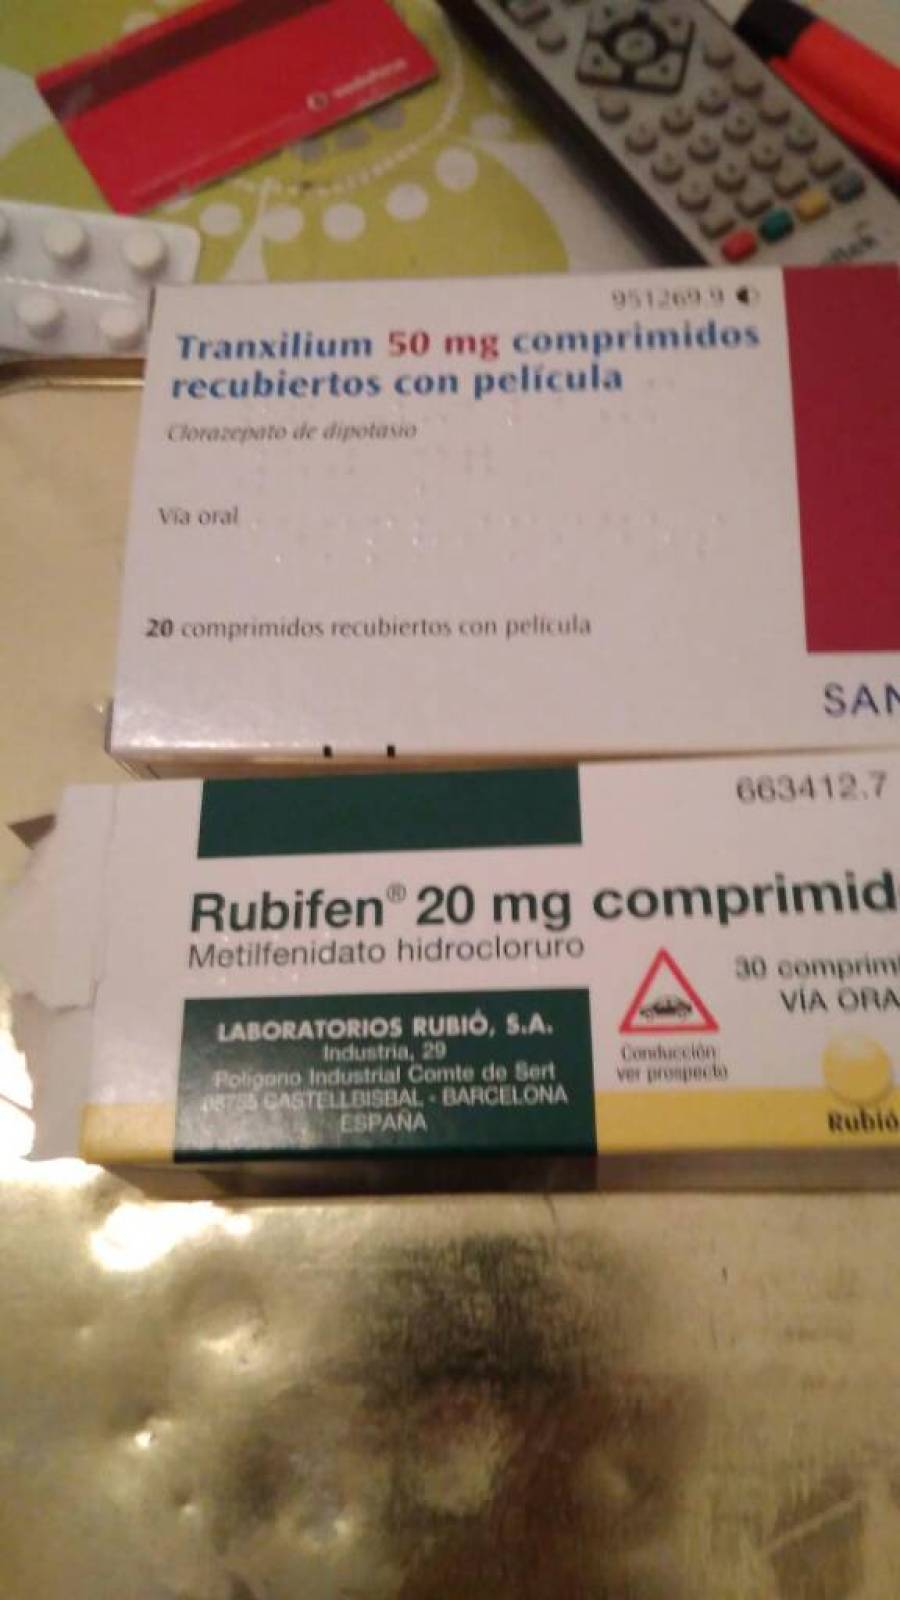 vodafone
951269.9
Tranxilium 50 mg comprimidos
recubiertos con película
Clorazepato de dipotasio
Vía oral
20 comprimidos recubiertos con película
SAN
663412.7
Rubifen® 20 mg comprimid
Metilfenidato hidrocloruro
30 comprimi
VÍA ORA
LABORATORIOS RUBIÓ, S.A.
Industria, 29
Polígono Industrial Comte de Sert
08755 CASTELLBISBAL - BARCELONA
ESPAÑA
Conducción
ver prospecto
Rubió